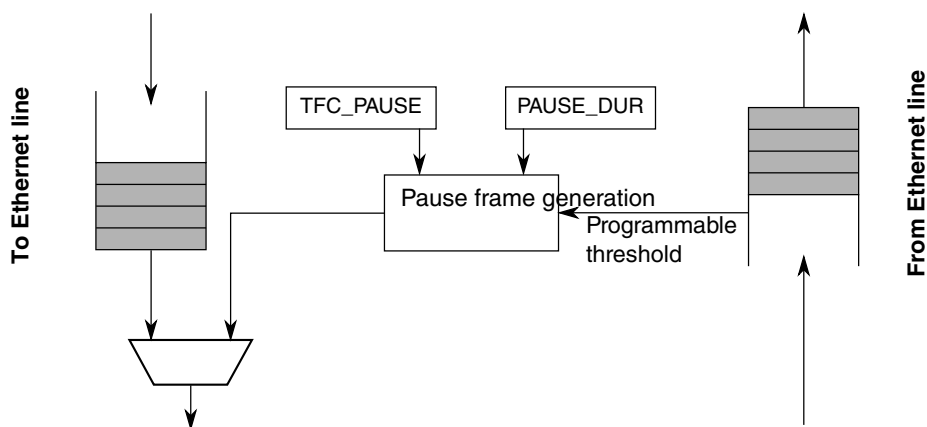 To Ethernet line
TFC_PAUSE
PAUSE_DUR
Pause frame generation
Programmable
threshold
From Ethernet line